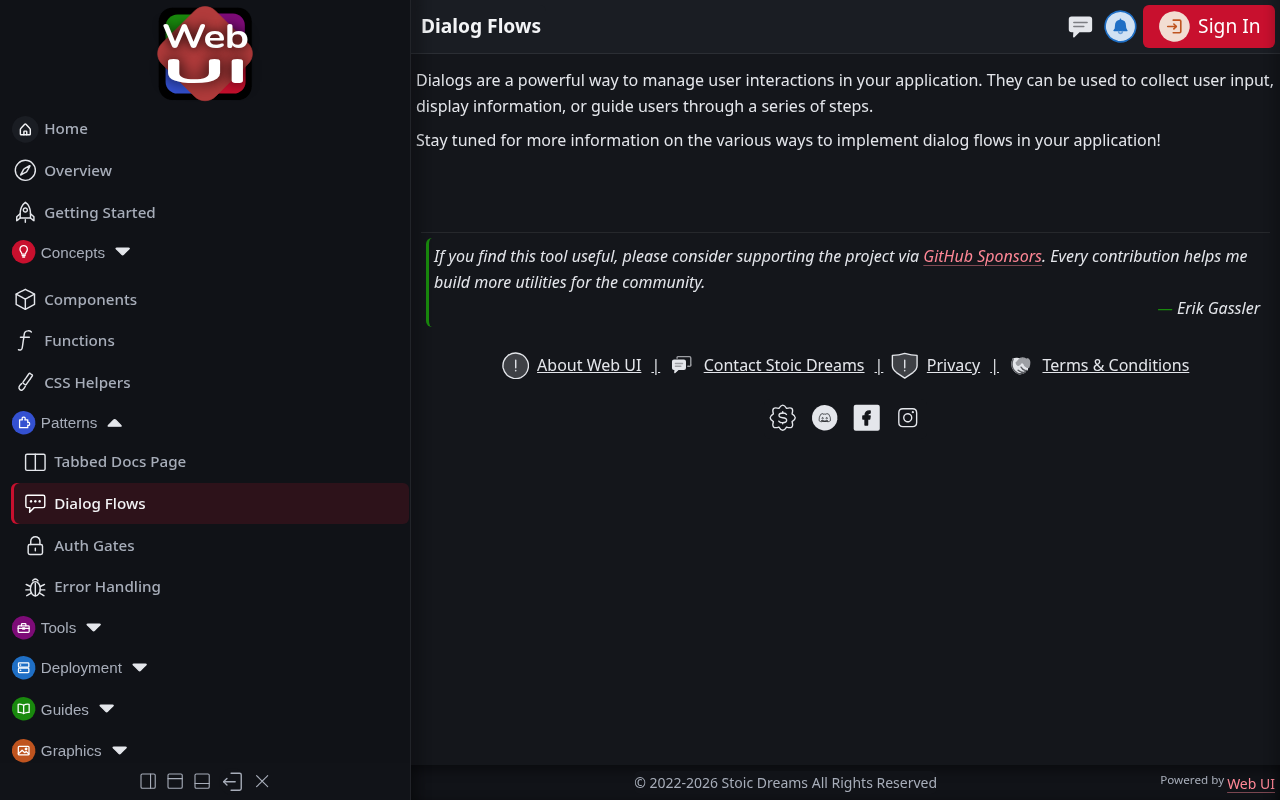 Web
UI
Home
Overview
Getting Started
Concepts
Components
Functions
CSS Helpers
Patterns
Tabbed Docs Page
Dialog Flows
Auth Gates
Error Handling
Tools
Deployment
Guides
Graphics
Dialog Flows
Sign In
Dialogs are a powerful way to manage user interactions in your application. They can be used to collect user input,
display information, or guide users through a series of steps.
Stay tuned for more information on the various ways to implement dialog flows in your application!
If you find this tool useful, please consider supporting the project via GitHub Sponsors. Every contribution helps me
build more utilities for the community.
— Erik Gassler
About Web UI | Contact Stoic Dreams | Privacy | Terms & Conditions
© 2022-2026 Stoic Dreams All Rights Reserved
Powered by Web UI